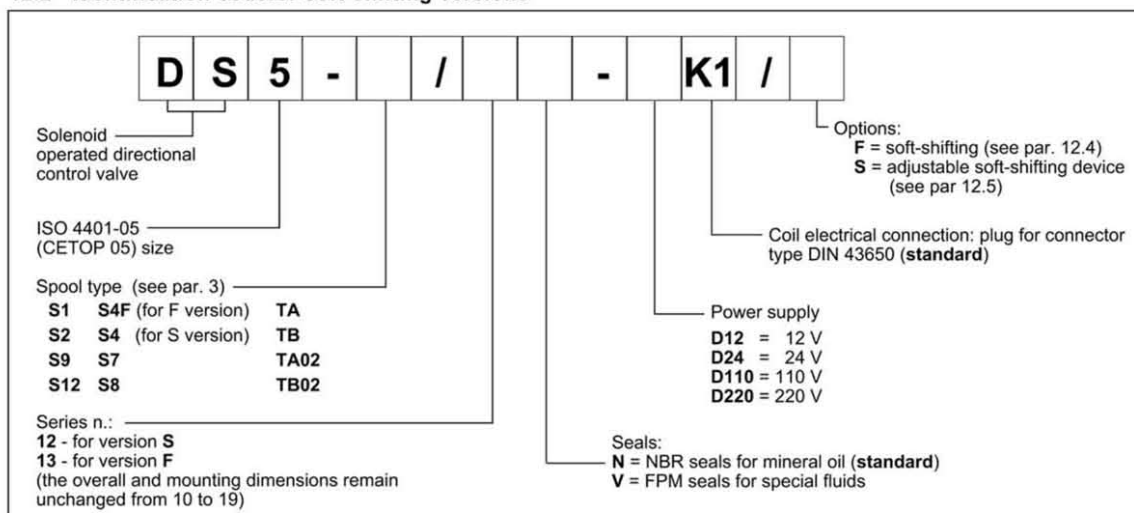 D S 5 - / - K1 /
Solenoid
operated directional
control valve
Options:
F = soft-shifting (see par. 12.4)
S = adjustable soft-shifting device
(see par 12.5)
ISO 4401-05
(CETOP 05) size
Coil electrical connection: plug for connector
type DIN 43650 (standard)
Spool type (see par. 3)
S1 S4F (for F version) TA
S2 S4 (for S version) TB
S9 S7 TA02
S12 S8 TB02
Power supply
D12 = 12 V
D24 = 24 V
D110 = 110 V
D220 = 220 V
Series n.:
12 - for version S
13 - for version F
(the overall and mounting dimensions remain
unchanged from 10 to 19)
Seals:
N = NBR seals for mineral oil (standard)
V = FPM seals for special fluids